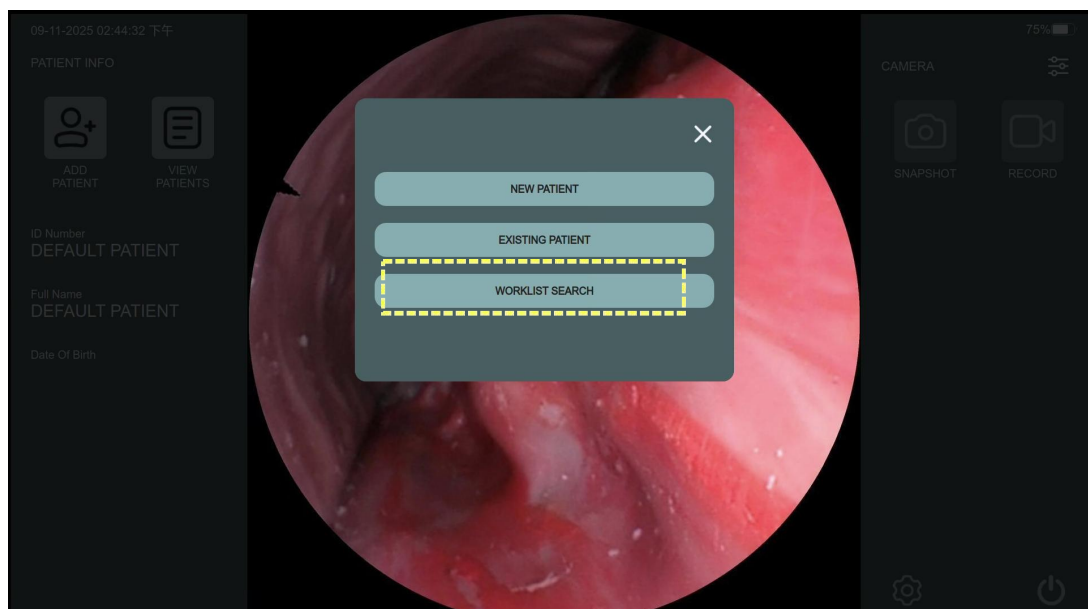 09-11-2025 02:44:32 下午
75%
PATIENT INFO
CAMERA
ADD
PATIENT
VIEW
PATIENTS
SNAPSHOT
RECORD
NEW PATIENT
EXISTING PATIENT
WORKLIST SEARCH
ID Number
DEFAULT PATIENT
Full Name
DEFAULT PATIENT
Date Of Birth